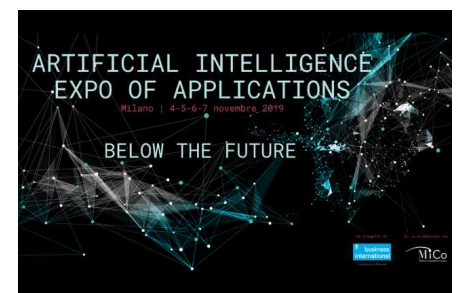 ARTIFICIAL INTELLIGENCE
EXPO OF APPLICATIONS
Milano | 4-5-6-7 novembre 2019
BELOW THE FUTURE
business
international
MiCo